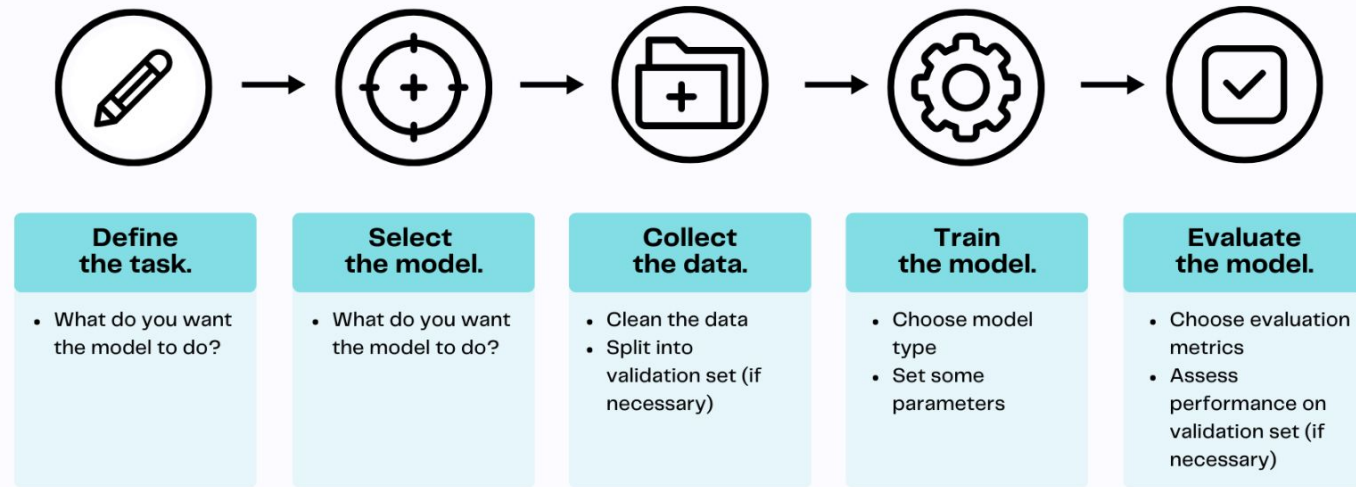 Define
the task.
• What do you want
the model to do?
Select
the model.
• What do you want
the model to do?
Collect
the data.
• Clean the data
• Split into
validation set (if
necessary)
Train
the model.
• Choose model
type
• Set some
parameters
Evaluate
the model.
• Choose evaluation
metrics
• Assess
performance on
validation set (if
necessary)